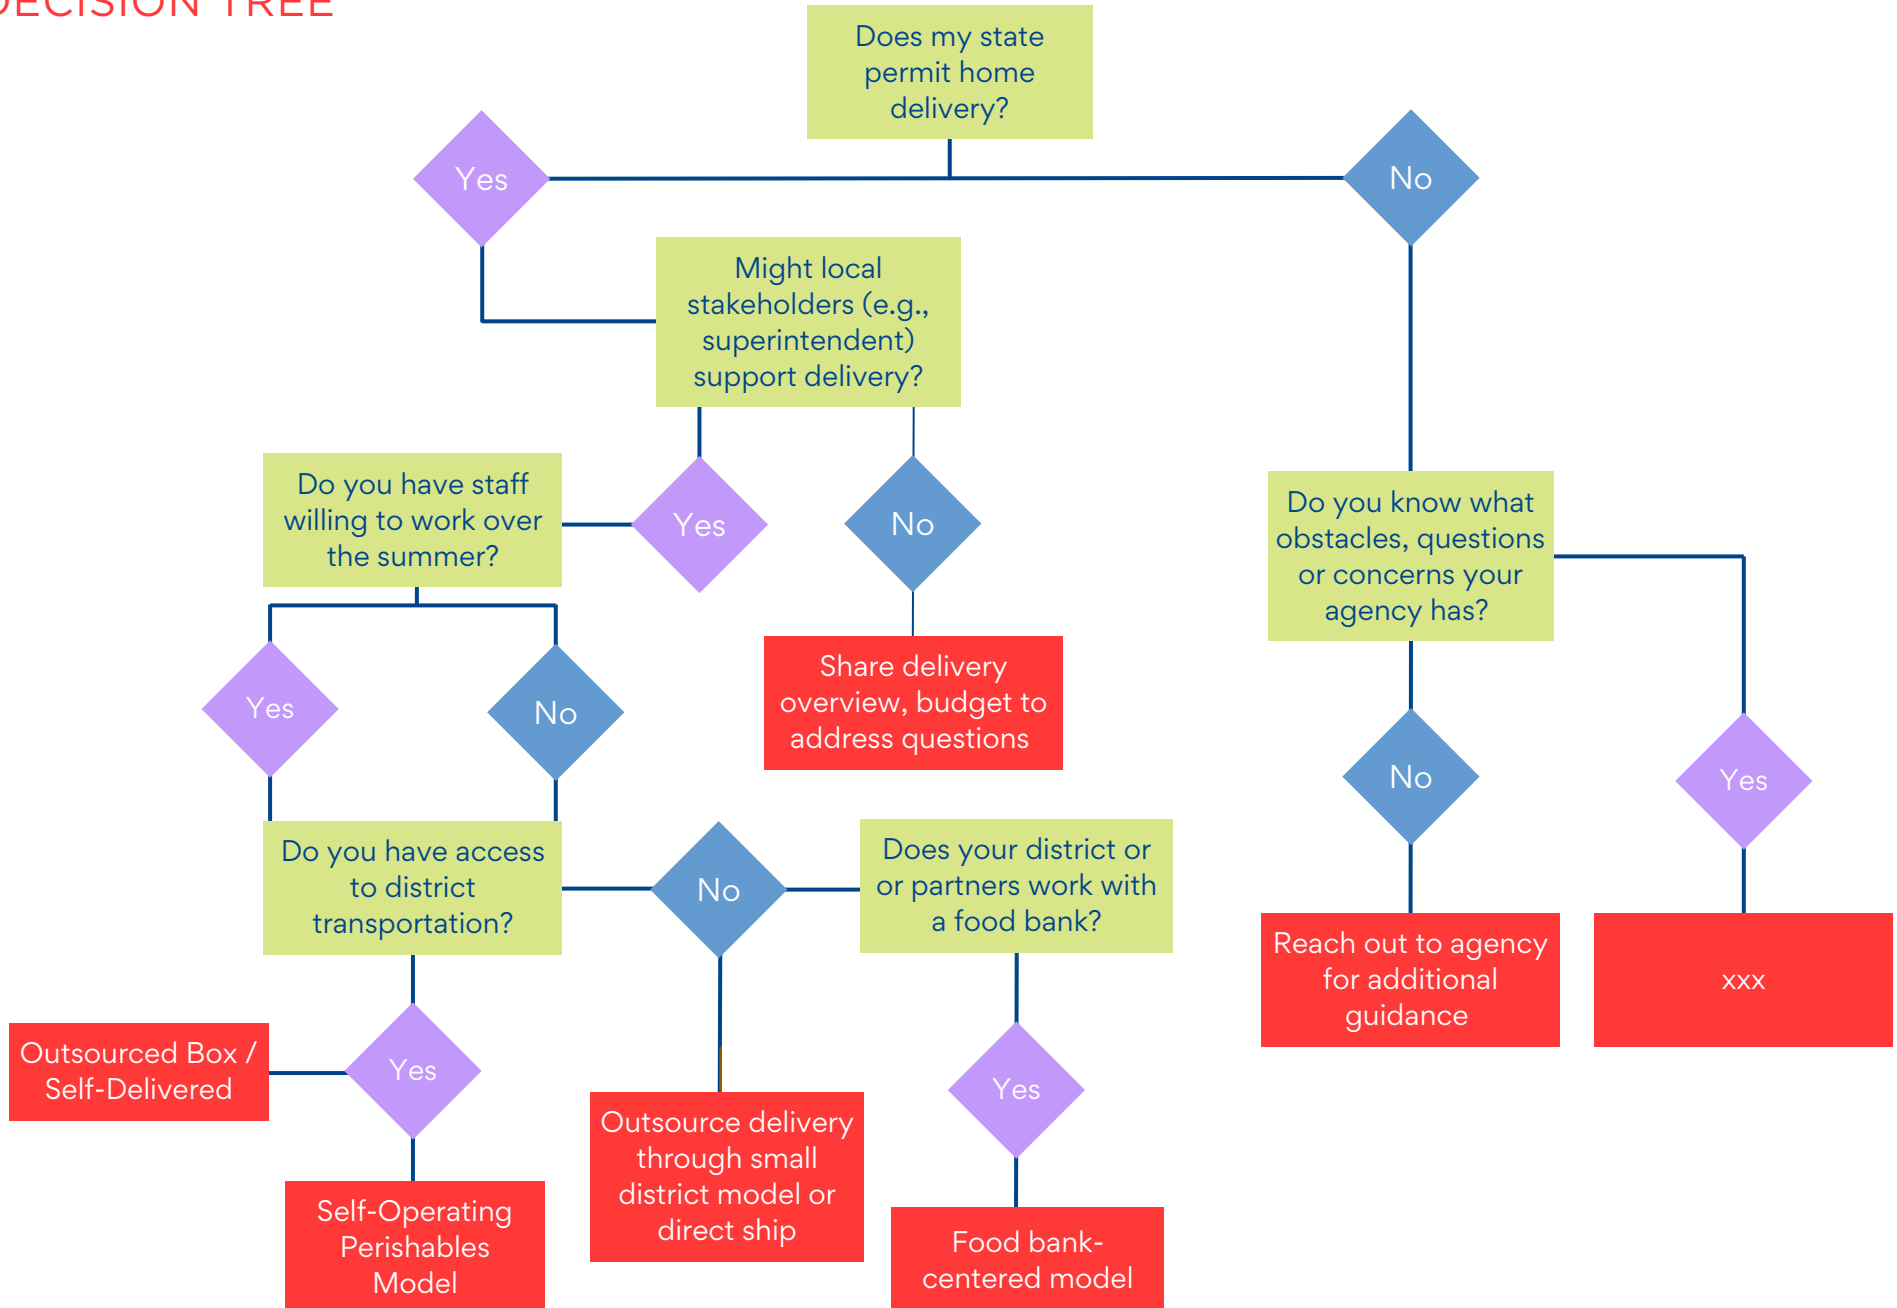 DECISION TREE
Does my state
permit home
delivery?
Yes
No
Might local
stakeholders (e.g.,
superintendent)
support delivery?
Do you have staff
willing to work over
the summer?
Yes
No
Do you know what
obstacles, questions
or concerns your
agency has?
Yes
No
Share delivery
overview, budget to
address questions
No
Yes
Do you have access
to district
transportation?
No
Does your district or
or partners work with
a food bank?
Reach out to agency
for additional
guidance
xxx
Outsourced Box /
Self-Delivered
Yes
Yes
Outsource delivery
through small
district model or
direct ship
Self-Operating
Perishables
Model
Food bank-
centered model